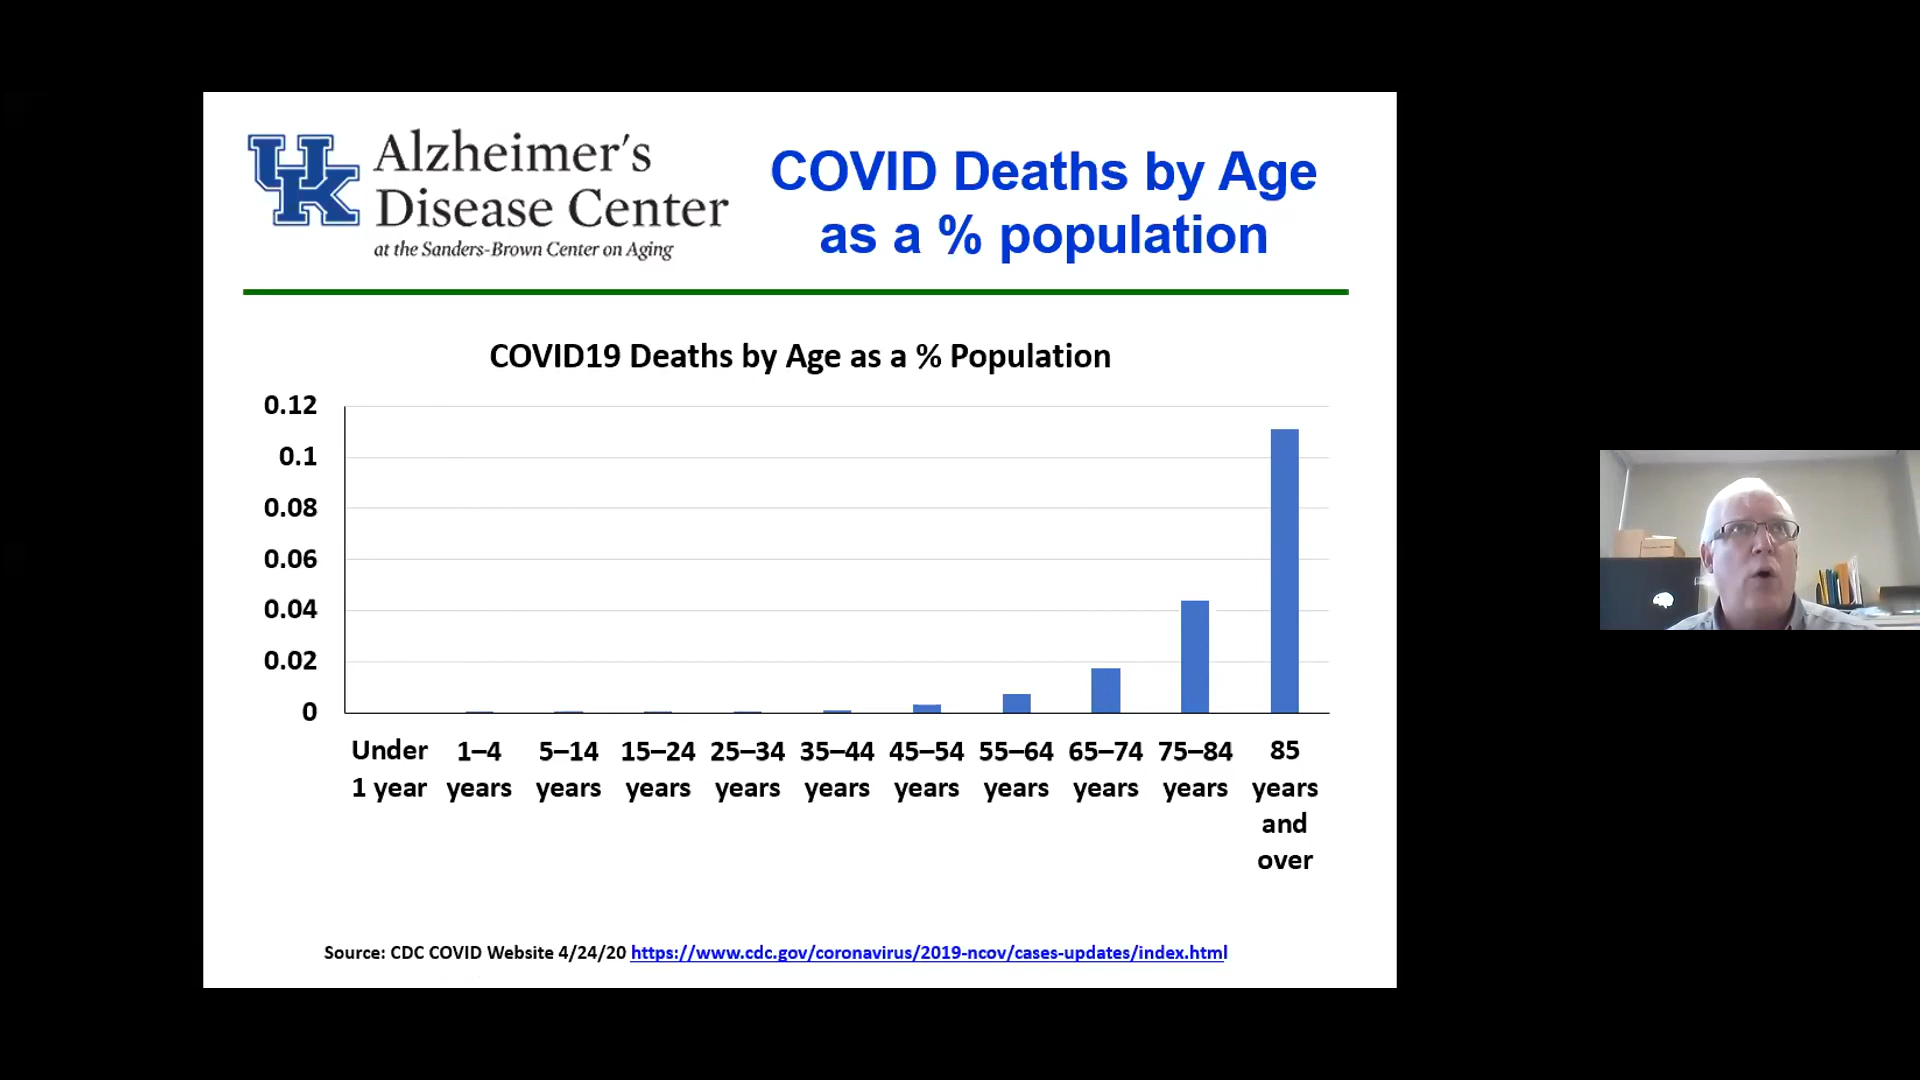 UK
Alzheimer's
Disease Center
at the Sanders-Brown Center on Aging
COVID Deaths by Age
as a % population
COVID19 Deaths by Age as a % Population
0.12
0.1
0.08
0.06
0.04
0.02
0
Under 1–4 5–14 15–24 25–34 35–44 45–54 55–64 65–74 75–84 85
1 year years years years years years years years years years years
and
over
Source: CDC COVID Website 4/24/20 https://www.cdc.gov/coronavirus/2019-ncov/cases-updates/index.html